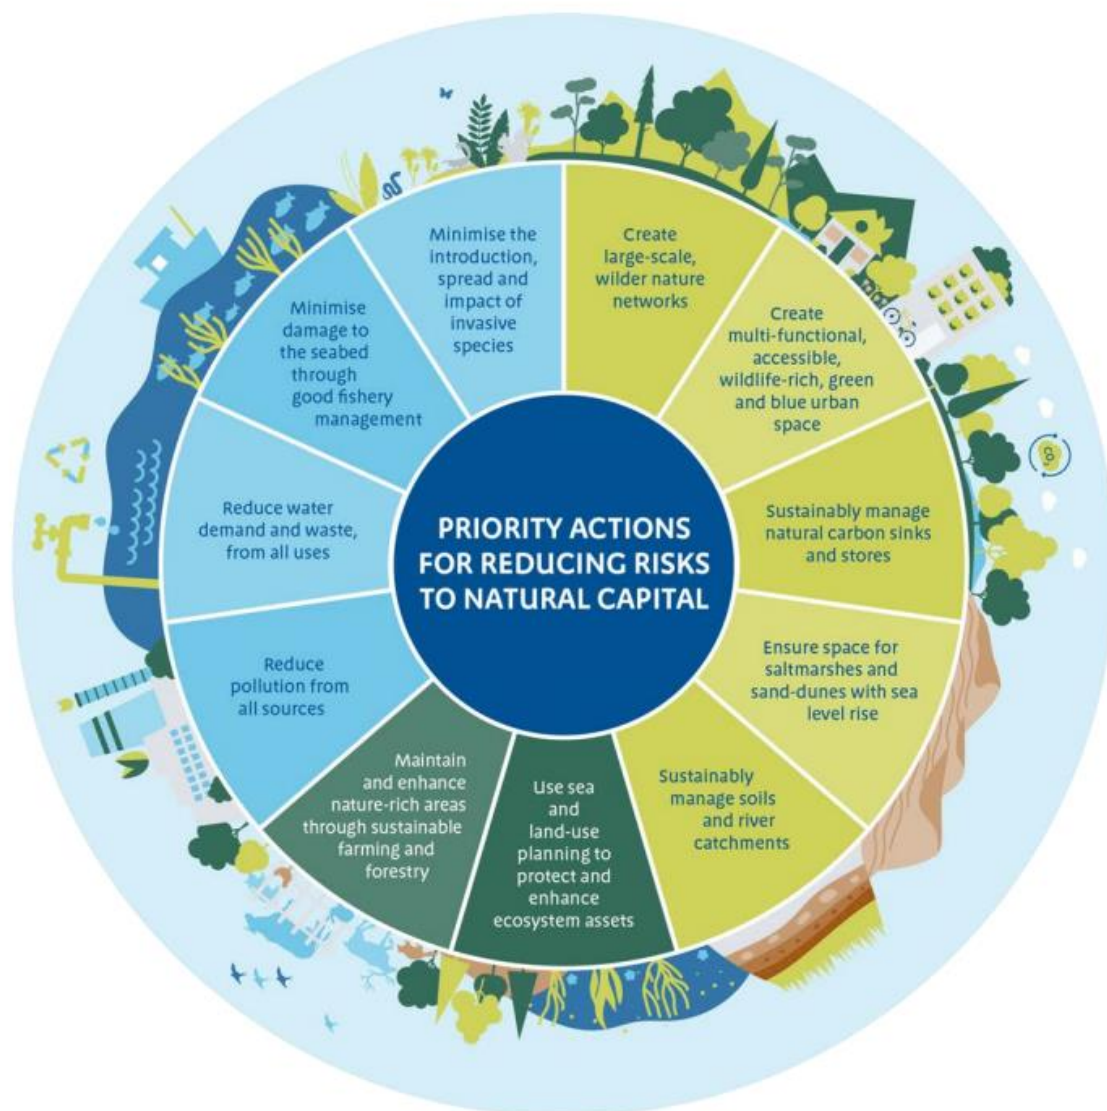 PRIORITY ACTIONS
FOR REDUCING RISKS
TO NATURAL CAPITAL
Create
large-scale,
wilder nature
networks
Create
multi-functional,
accessible,
wildlife-rich, green
and blue urban
space
Sustainably manage
natural carbon sinks
and stores
Ensure space for
saltmarshes and
sand-dunes with sea
level rise
Sustainably
manage soils
and river
catchments
Use sea
and
land-use
planning to
protect and
enhance
ecosystem assets
Maintain
and enhance
nature-rich areas
through sustainable
farming and
forestry
Reduce
pollution from
all sources
Reduce water
demand and waste,
from all uses
Minimise
damage to
the seabed
through
good fishery
management
Minimise the
introduction,
spread and
impact of
invasive
species
CO₂